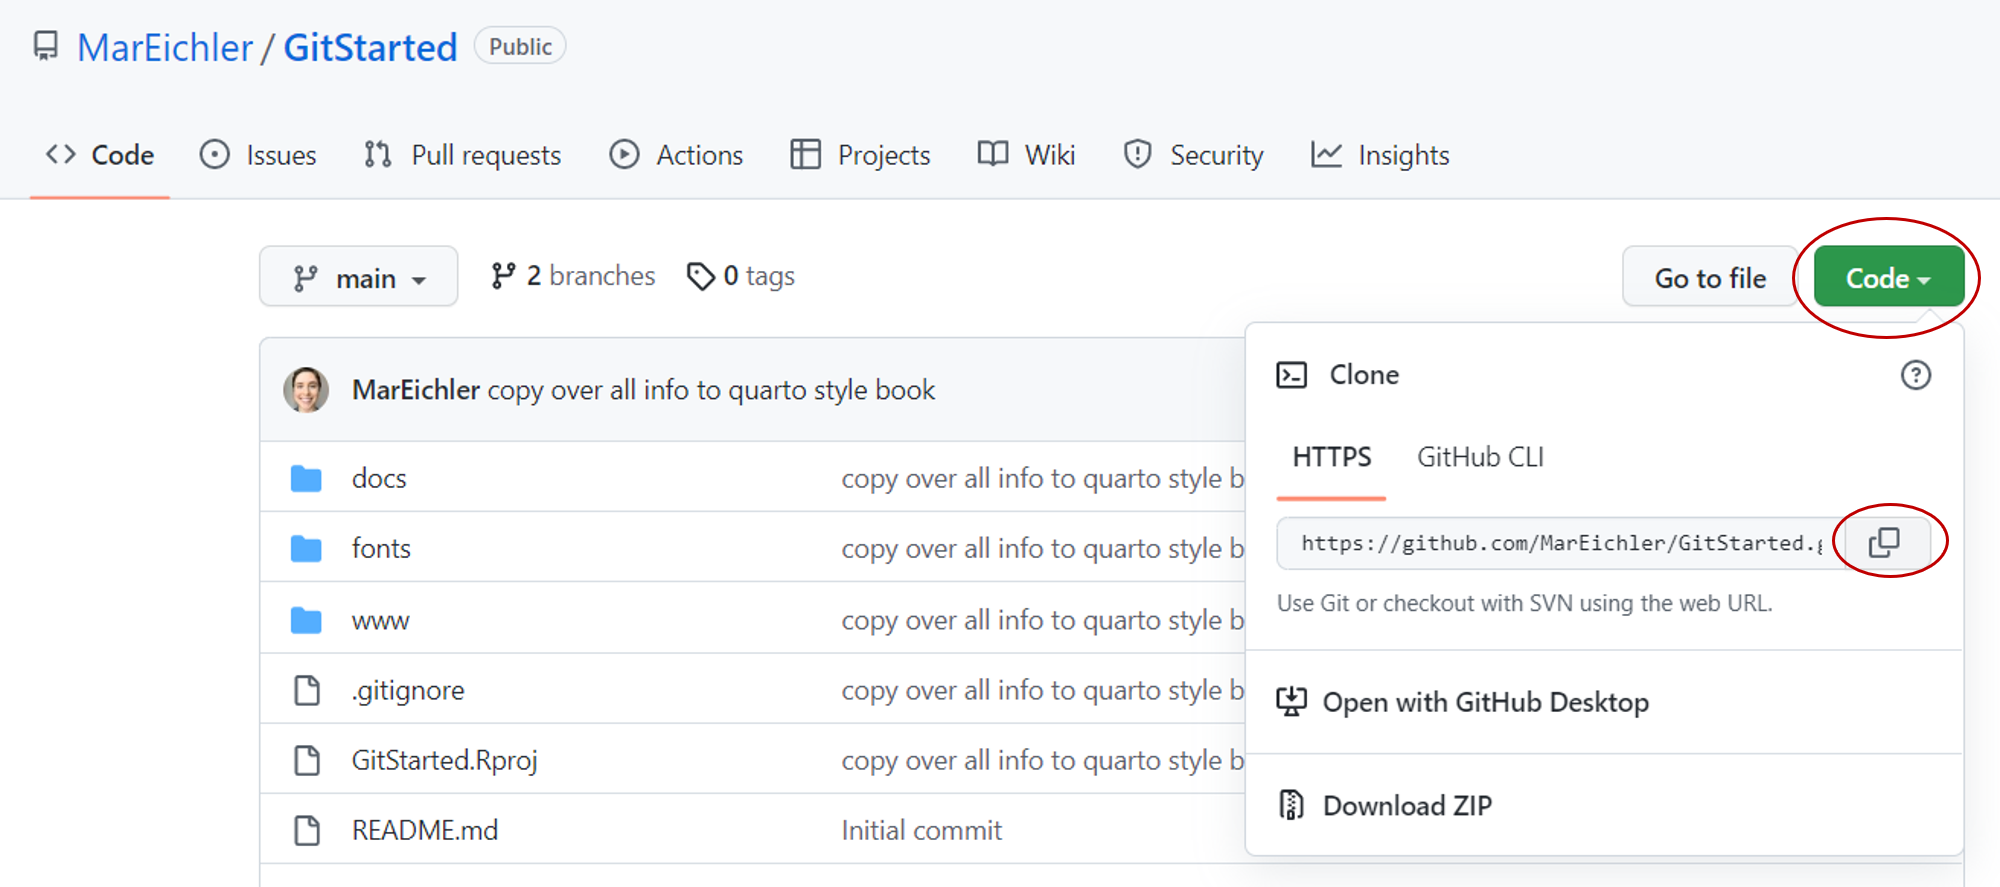 MarEichler / GitStarted Public
Code Issues Pull requests Actions Projects Wiki Security Insights
main 2 branches 0 tags Go to file Code
MarEichler copy over all info to quarto style book
docs copy over all info to quarto style b
fonts copy over all info to quarto style b
www copy over all info to quarto style b
.gitignore copy over all info to quarto style b
GitStarted.Rproj copy over all info to quarto style b
README.md Initial commit
Clone
HTTPS GitHub CLI
https://github.com/MarEichler/GitStarted.g
Use Git or checkout with SVN using the web URL.
Open with GitHub Desktop
Download ZIP